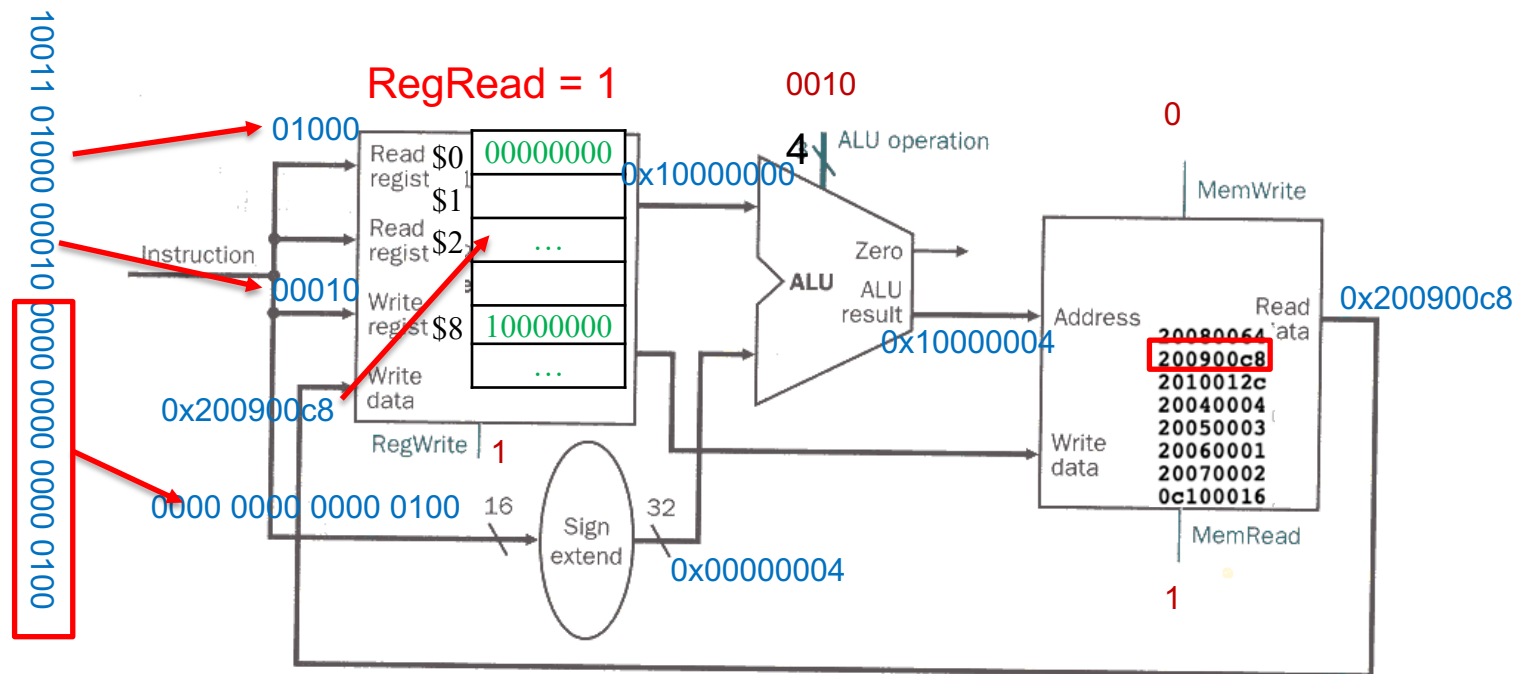 10011 01000 00010 0000 0000 0000 0100
RegRead = 1
0010
0
01000
4
ALU operation
Read
regist
$0
00000000
0x10000000
MemWrite
$1
Read
regist
$2
...
Zero
Instruction
ALU
ALU
result
00010
Write
regist
$8
10000000
Address
Read
ata
0x200900c8
0x10000004
20080064
200900c8
2010012c
20040004
20050003
20060001
20070002
0c100016
...
Write
data
0x200900c8
RegWrite
1
Write
data
0000 0000 0000 0100
16
Sign
extend
32
0x00000004
MemRead
1